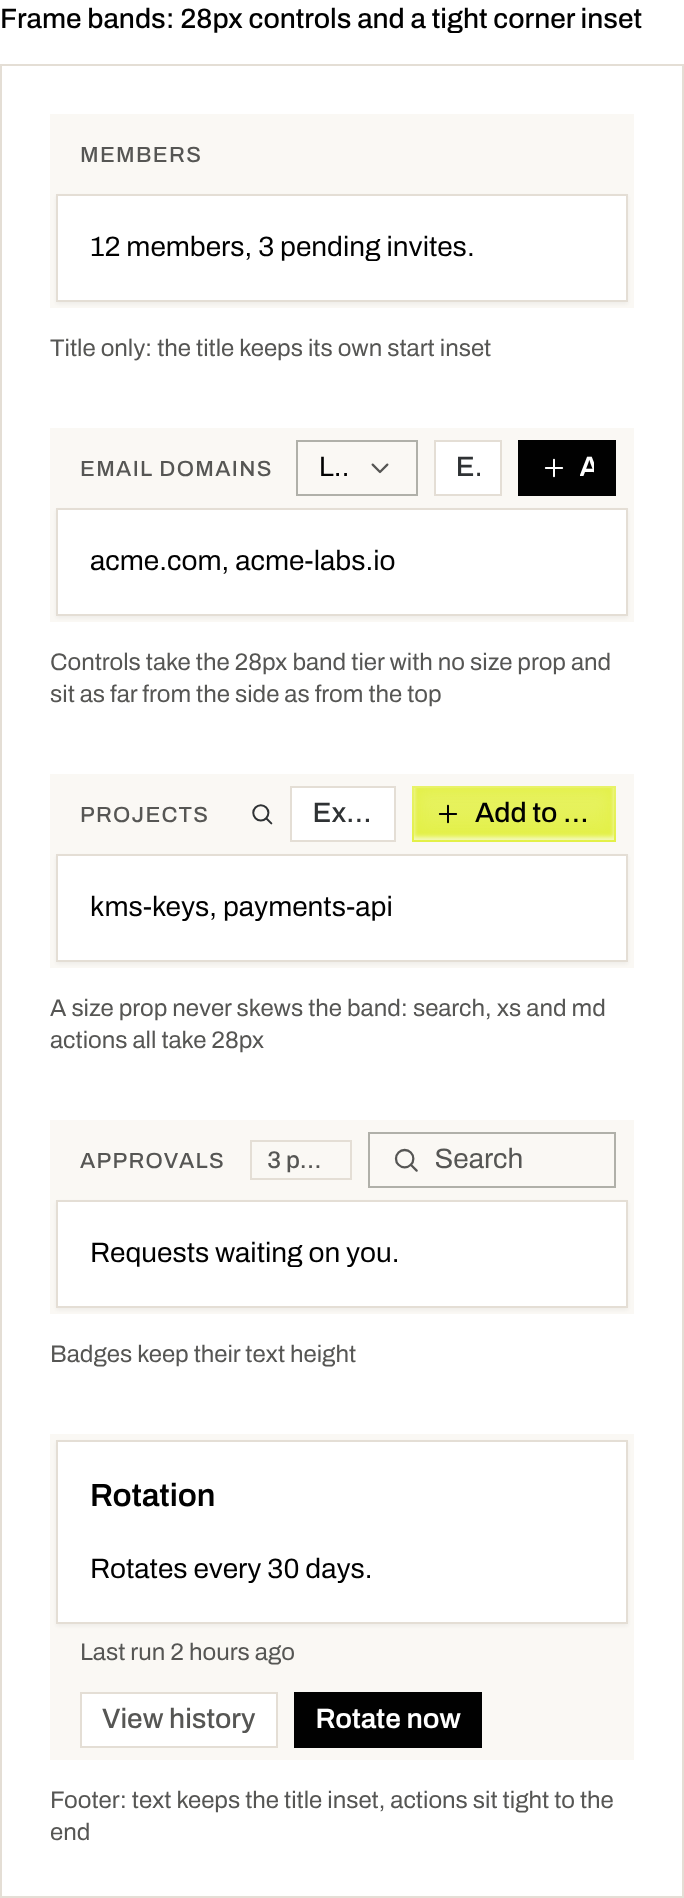 Frame bands: 28px controls and a tight corner inset
MEMBERS
12 members, 3 pending invites.
Title only: the title keeps its own start inset
EMAIL DOMAINS L.. E. + A
acme.com, acme-labs.io
Controls take the 28px band tier with no size prop and
sit as far from the side as from the top
PROJECTS Ex... + Add to ...
kms-keys, payments-api
A size prop never skews the band: search, xs and md
actions all take 28px
APPROVALS 3 p... Search
Requests waiting on you.
Badges keep their text height
Rotation
Rotates every 30 days.
Last run 2 hours ago
View history Rotate now
Footer: text keeps the title inset, actions sit tight to the
end